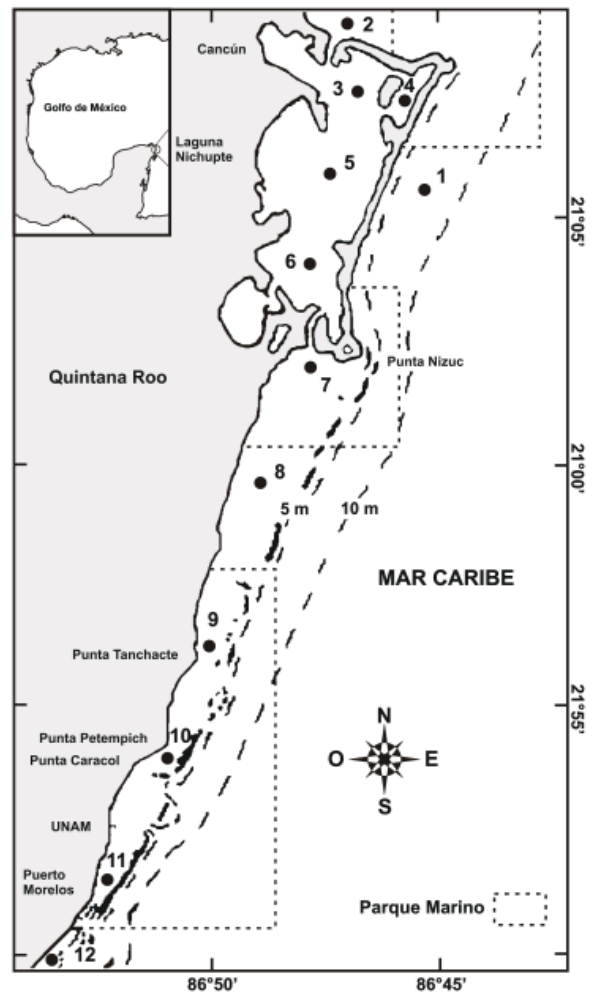 2
Cancún
3
4
Golfo de México
Laguna
Nichupte
5
1
21°05'
6
Quintana Roo
Punta Nizuc
7
8
21°00'
5 m
10 m
MAR CARIBE
9
Punta Tanchacte
21°55'
N
Punta Petempich
10
Punta Caracol
O
E
S
UNAM
11
Puerto
Morelos
Parque Marino
12
86°50'
86°45'